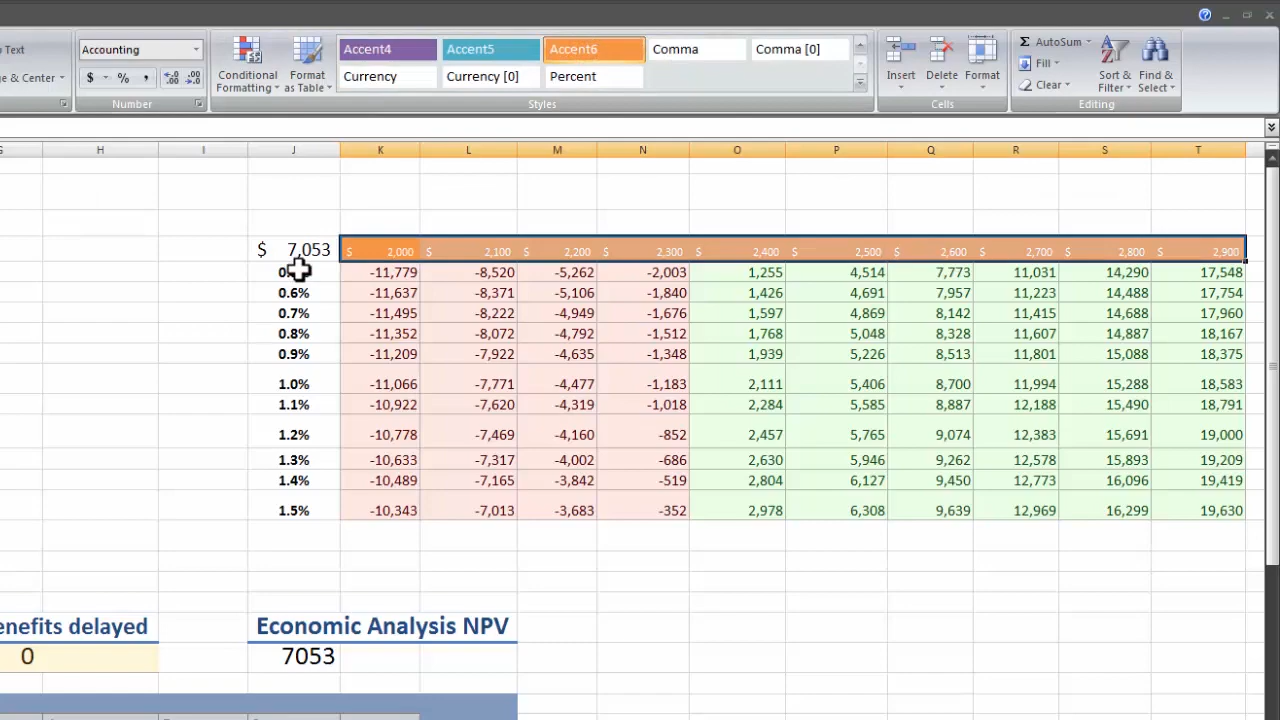 p Text
Accounting
Accent4 Accent5 Accent6 Comma Comma [0]
Σ AutoSum
ge & Center
$ % ,
Conditional Formatting
Format as Table
Currency Currency [0] Percent
Insert Delete Format
Fill
Clear
Sort & Filter
Find & Select
Number Styles Cells Editing
H I J K L M N O P Q R S T
$ 7,053 $ 2,000 $ 2,100 $ 2,200 $ 2,300 $ 2,400 $ 2,500 $ 2,600 $ 2,700 $ 2,800 $ 2,900
-11,779 -8,520 -5,262 -2,003 1,255 4,514 7,773 11,031 14,290 17,548
0.6% -11,637 -8,371 -5,106 -1,840 1,426 4,691 7,957 11,223 14,488 17,754
0.7% -11,495 -8,222 -4,949 -1,676 1,597 4,869 8,142 11,415 14,688 17,960
0.8% -11,352 -8,072 -4,792 -1,512 1,768 5,048 8,328 11,607 14,887 18,167
0.9% -11,209 -7,922 -4,635 -1,348 1,939 5,226 8,513 11,801 15,088 18,375
1.0% -11,066 -7,771 -4,477 -1,183 2,111 5,406 8,700 11,994 15,288 18,583
1.1% -10,922 -7,620 -4,319 -1,018 2,284 5,585 8,887 12,188 15,490 18,791
1.2% -10,778 -7,469 -4,160 -852 2,457 5,765 9,074 12,383 15,691 19,000
1.3% -10,633 -7,317 -4,002 -686 2,630 5,946 9,262 12,578 15,893 19,209
1.4% -10,489 -7,165 -3,842 -519 2,804 6,127 9,450 12,773 16,096 19,419
1.5% -10,343 -7,013 -3,683 -352 2,978 6,308 9,639 12,969 16,299 19,630
enefits delayed Economic Analysis NPV
0 7053